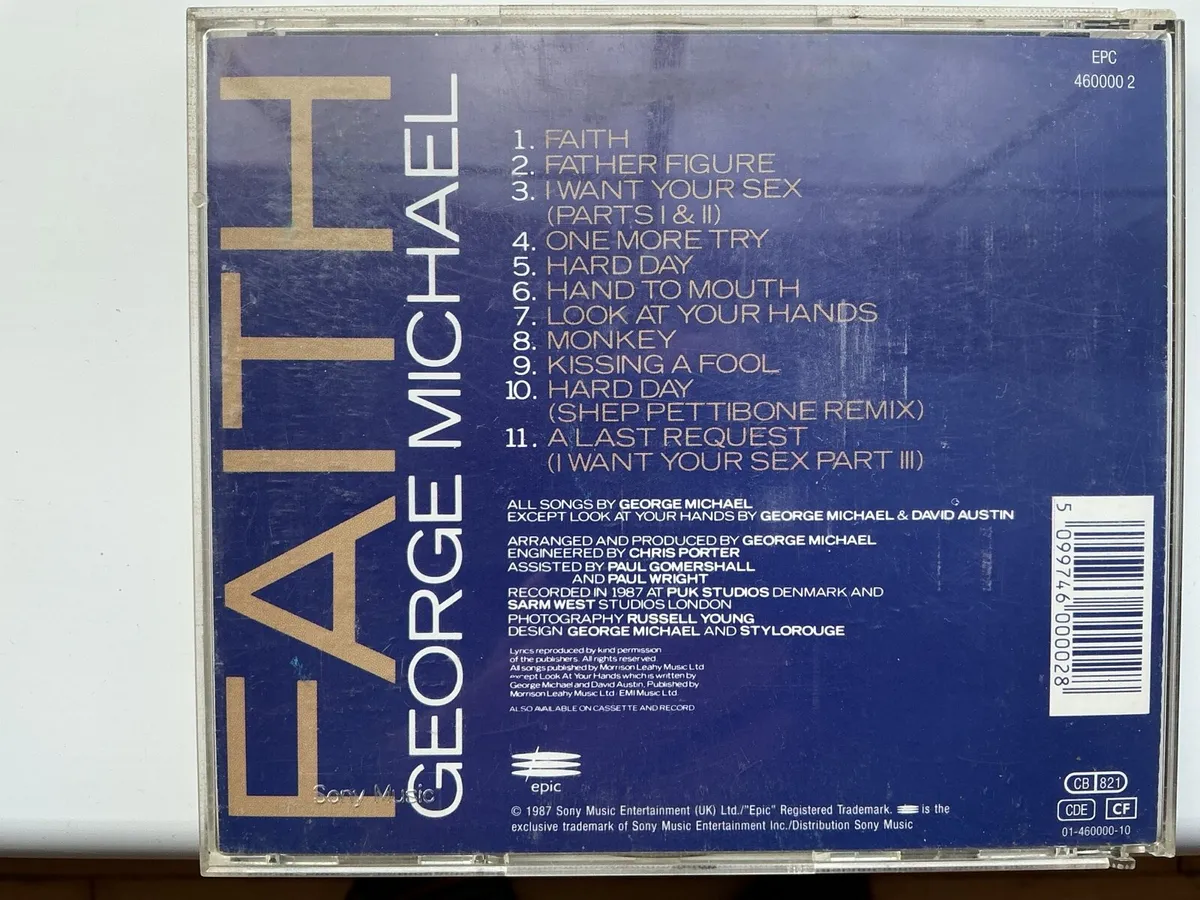 FAITH
GEORGE MICHAEL
EPC
460000 2
1. FAITH
2. FATHER FIGURE
3. I WANT YOUR SEX
(PARTS I & II)
4. ONE MORE TRY
5. HARD DAY
6. HAND TO MOUTH
7. LOOK AT YOUR HANDS
8. MONKEY
9. KISSING A FOOL
10. HARD DAY
(SHEP PETTIBONE REMIX)
11. A LAST REQUEST
(I WANT YOUR SEX PART III)
ALL SONGS BY GEORGE MICHAEL
EXCEPT LOOK AT YOUR HANDS BY GEORGE MICHAEL & DAVID AUSTIN
ARRANGED AND PRODUCED BY GEORGE MICHAEL
ENGINEERED BY CHRIS PORTER
ASSISTED BY PAUL GOMERSHALL
AND PAUL WRIGHT
RECORDED IN 1987 AT PUK STUDIOS DENMARK AND
SARM WEST STUDIOS LONDON
PHOTOGRAPHY RUSSELL YOUNG
DESIGN GEORGE MICHAEL AND STYLOROUGE
Lyrics reproduced by kind permission
of the publishers. All rights reserved
All songs published by Morrison Leahy Music Ltd
except Look At Your Hands which is written by
George Michael and David Austin. Published by
Morrison Leahy Music Ltd / EMI Music Ltd.
ALSO AVAILABLE ON CASSETTE AND RECORD
5 099746 000028
epic
Sony Music
© 1987 Sony Music Entertainment (UK) Ltd./"Epic" Registered Trademark. is the
exclusive trademark of Sony Music Entertainment Inc./Distribution Sony Music
CB 821
CDE CF
01-460000-10